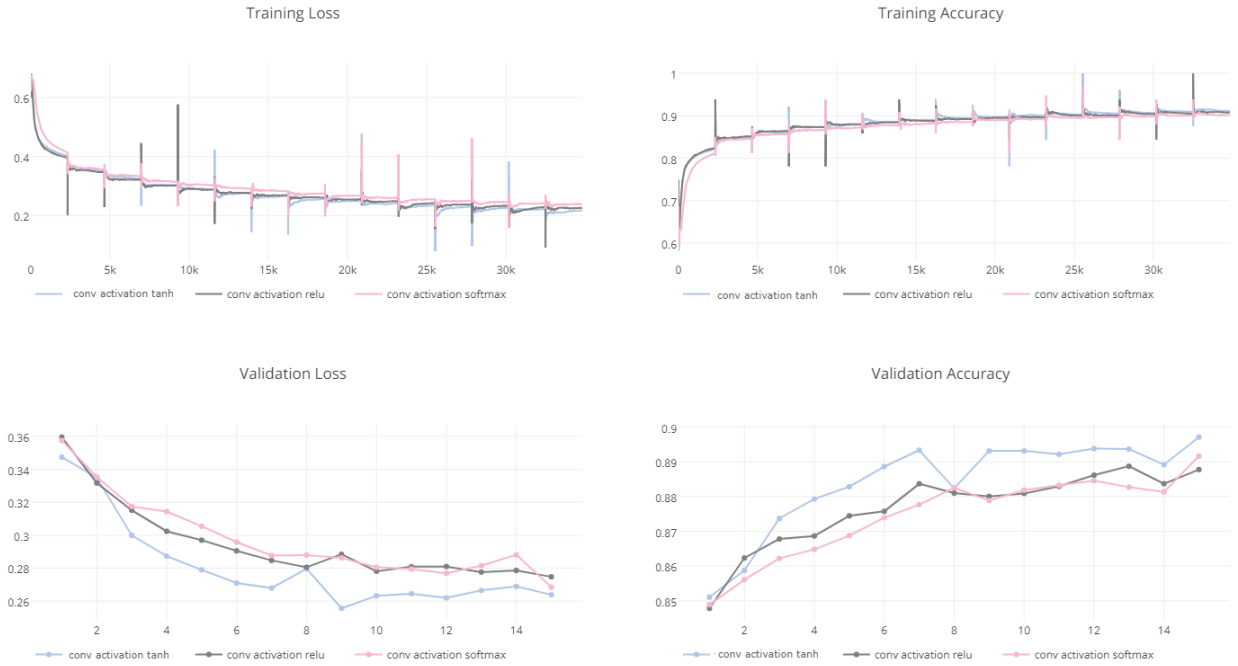 Training Loss
0.6
0.4
0.2
0 5k 10k 15k 20k 25k 30k
conv activation tanh conv activation relu conv activation softmax
Training Accuracy
1
0.9
0.8
0.7
0.6
0 5k 10k 15k 20k 25k 30k
conv activation tanh conv activation relu conv activation softmax
Validation Loss
0.36
0.34
0.32
0.3
0.28
0.26
2 4 6 8 10 12 14
conv activation tanh conv activation relu conv activation softmax
Validation Accuracy
0.9
0.89
0.88
0.87
0.86
0.85
2 4 6 8 10 12 14
conv activation tanh conv activation relu conv activation softmax